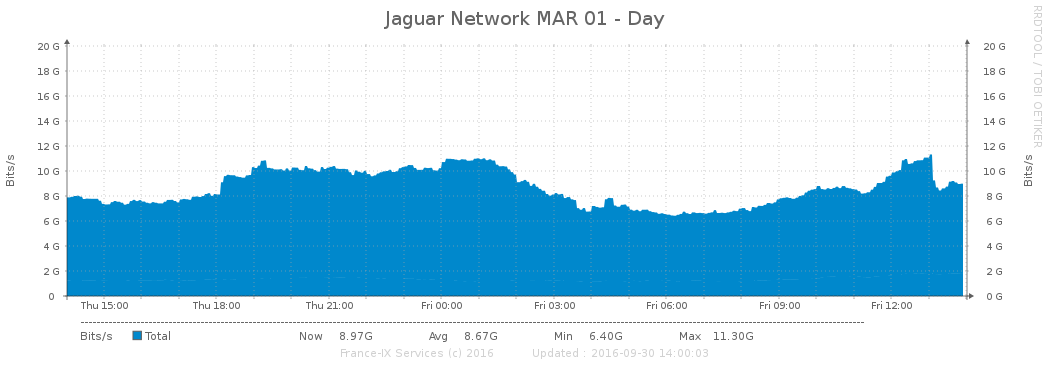 Jaguar Network MAR 01 - Day
RRDTOOL / TOBI OETIKER
Bits/s
20 G
18 G
16 G
14 G
12 G
10 G
8 G
6 G
4 G
2 G
0
20 G
18 G
16 G
14 G
12 G
10 G
8 G
6 G
4 G
2 G
0 G
Bits/s
Thu 15:00 Thu 18:00 Thu 21:00 Fri 00:00 Fri 03:00 Fri 06:00 Fri 09:00 Fri 12:00
Bits/s Total Now 8.97G Avg 8.67G Min 6.40G Max 11.30G
France-IX Services (c) 2016 Updated : 2016-09-30 14:00:03